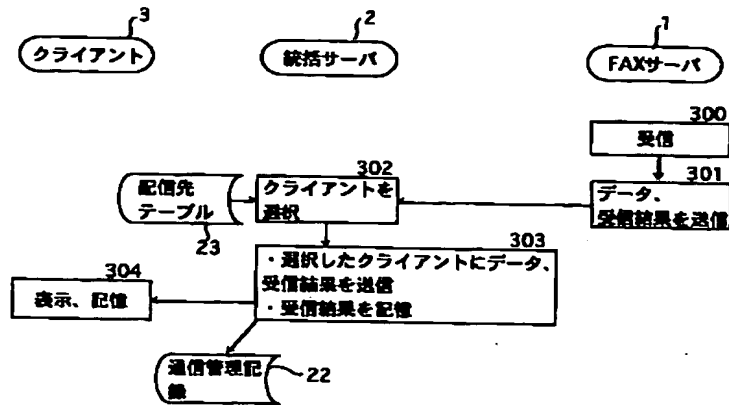 3
2
1
クライアント
統括サーバ
FAXサーバ
300
受信
301
データ、
受信結果を送信
302
クライアントを
選択
配信先
テーブル
23
303
・選択したクライアントにデータ、
受信結果を送信
・受信結果を記憶
304
表示、記憶
通信管理記
録
22